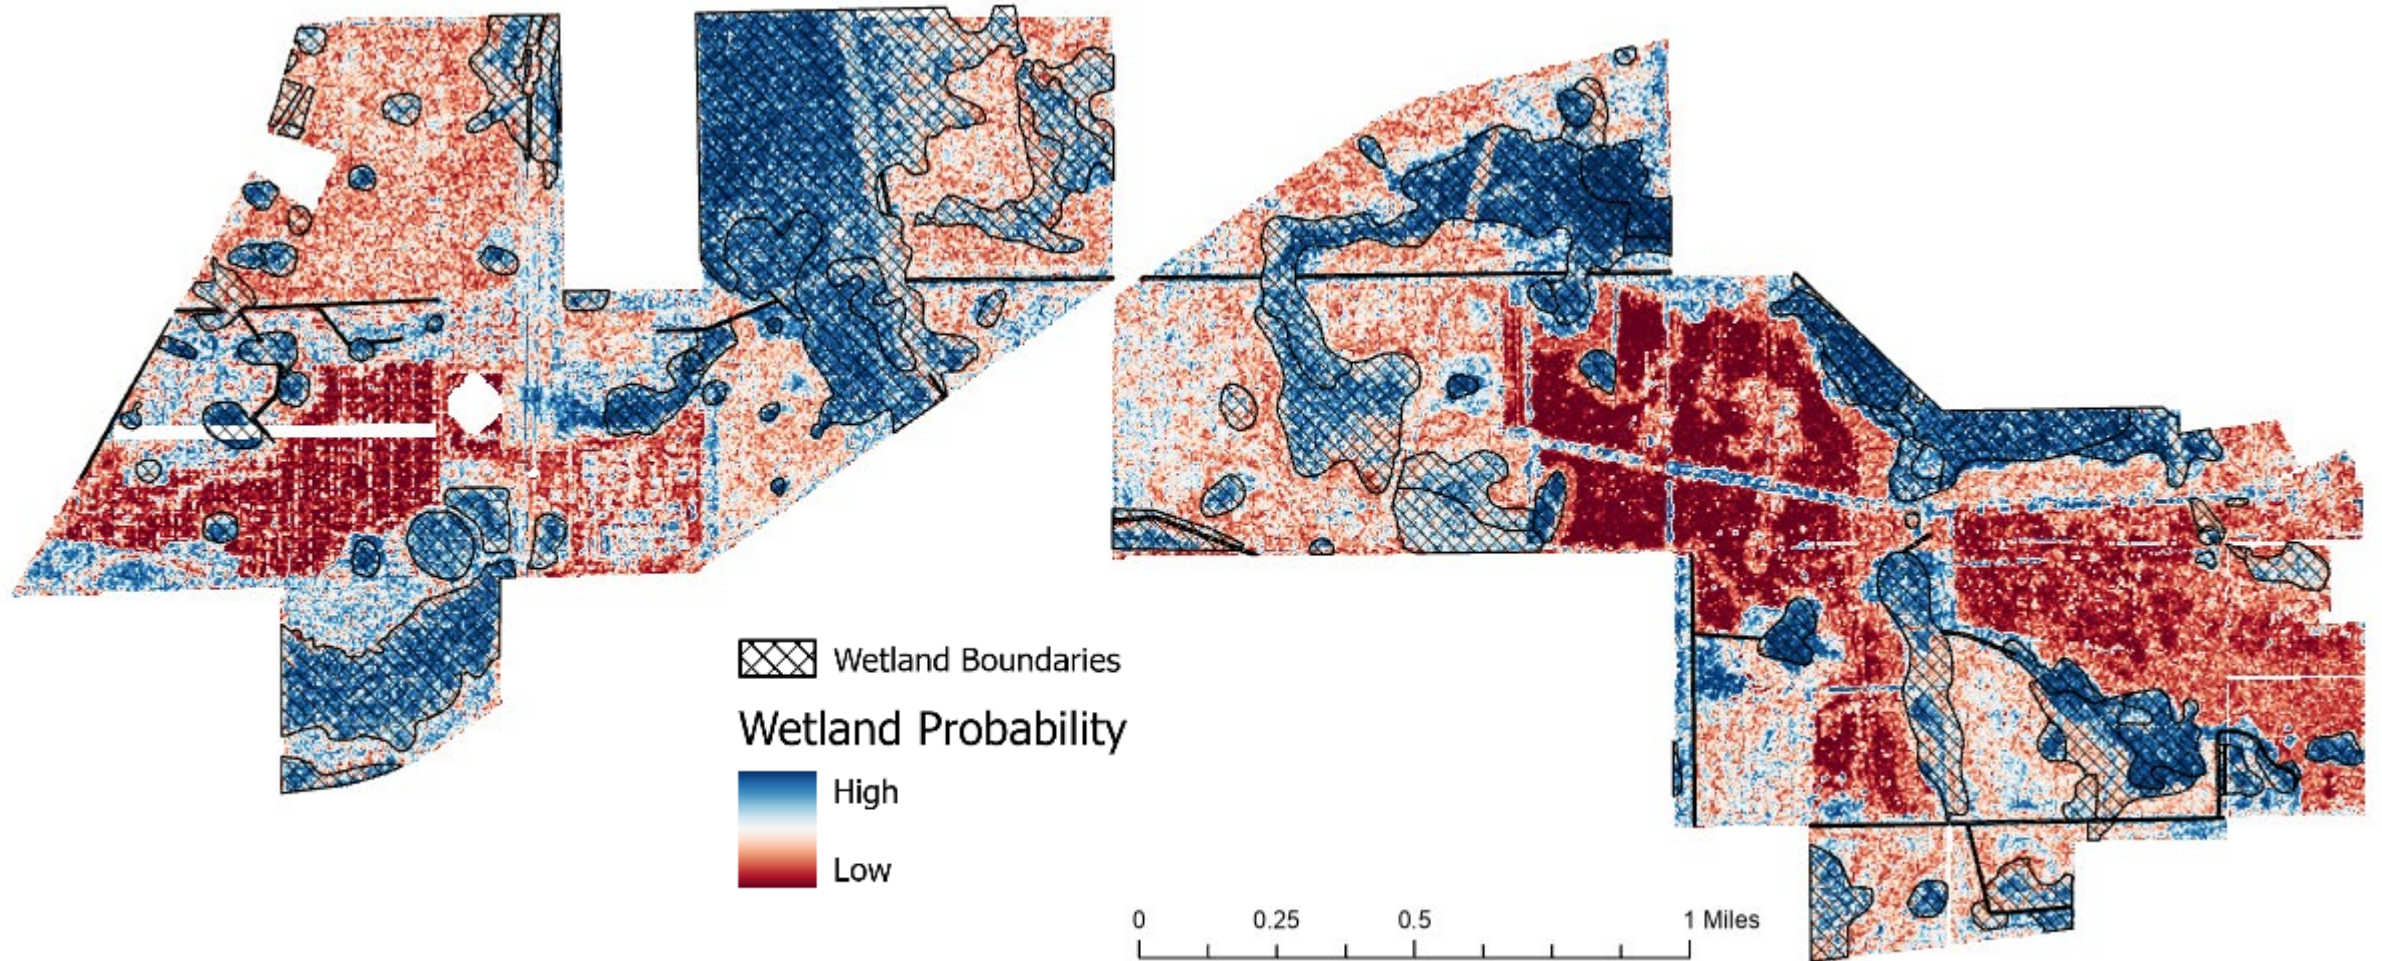 Wetland Boundaries
Wetland Probability
High
Low
0 0.25 0.5 1 Miles